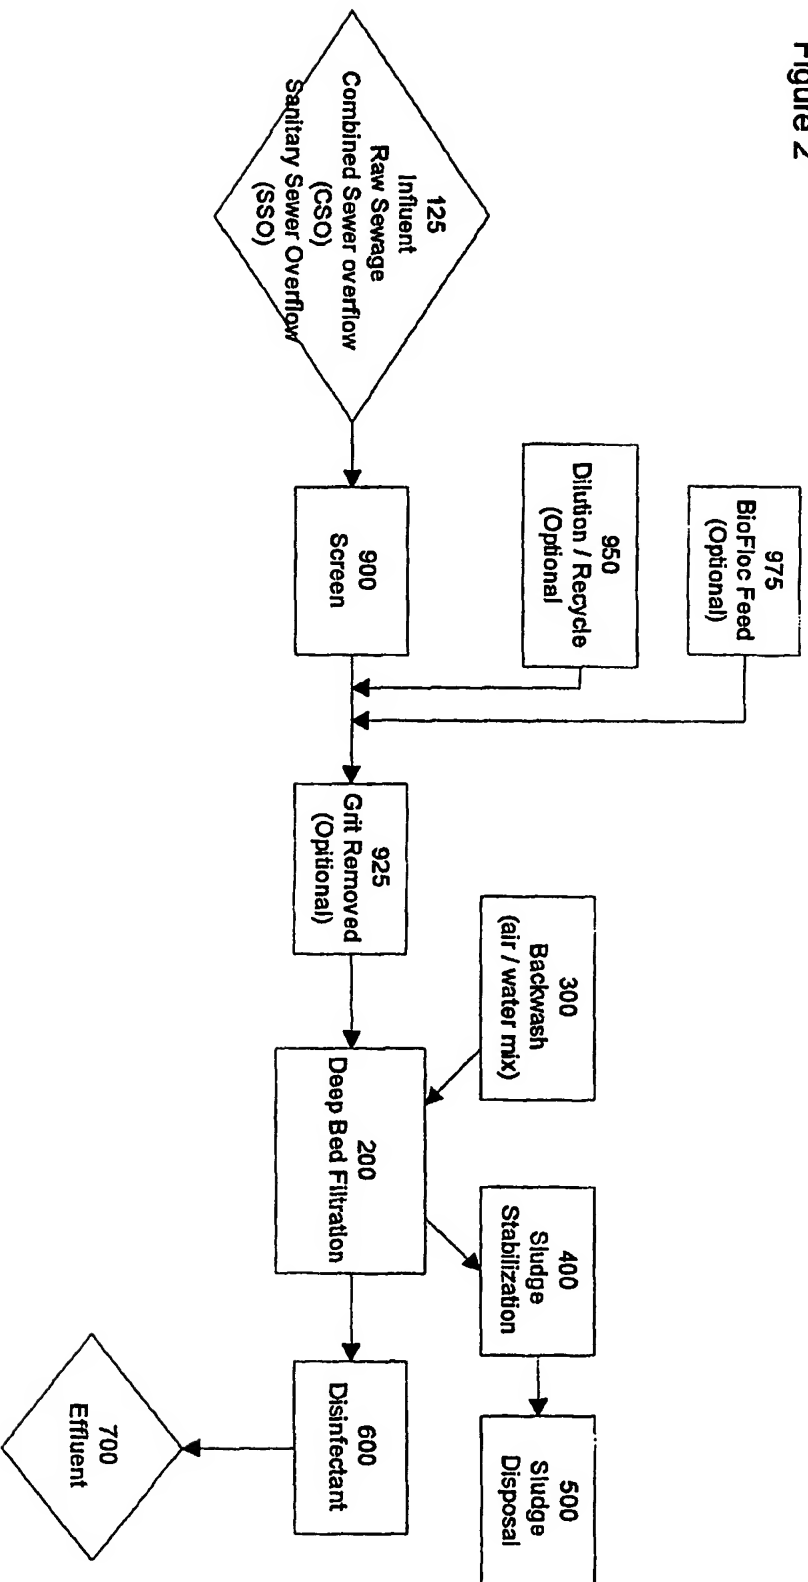 Figure 2
125
Influent
Raw Sewage
Combined Sewer overflow
(CSO)
Sanitary Sewer Overflow
(SSO)
975
BioFloc Feed
(Optional)
950
Dilution / Recycle
(Optional
900
Screen
925
Grit Removed
(Opitional)
300
Backwash
(air / water mix)
200
Deep Bed Filtration
400
Sludge
Stabilization
500
Sludge
Disposal
600
Disinfectant
700
Effluent